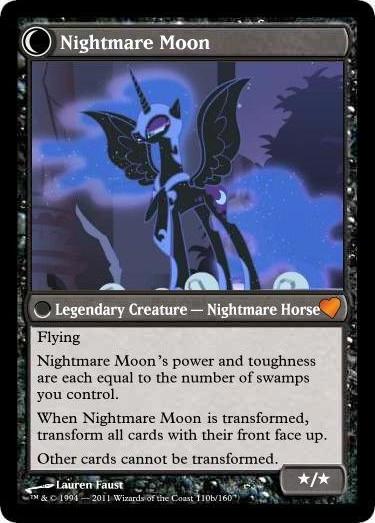 Nightmare Moon
Legendary Creature — Nightmare Horse
Flying
Nightmare Moon's power and toughness
are each equal to the number of swamps
you control.
When Nightmare Moon is transformed,
transform all cards with their front face up.
Other cards cannot be transformed.
Lauren Faust
™ & © 1994 — 2011 Wizards of the Coast 110b/160
★/★